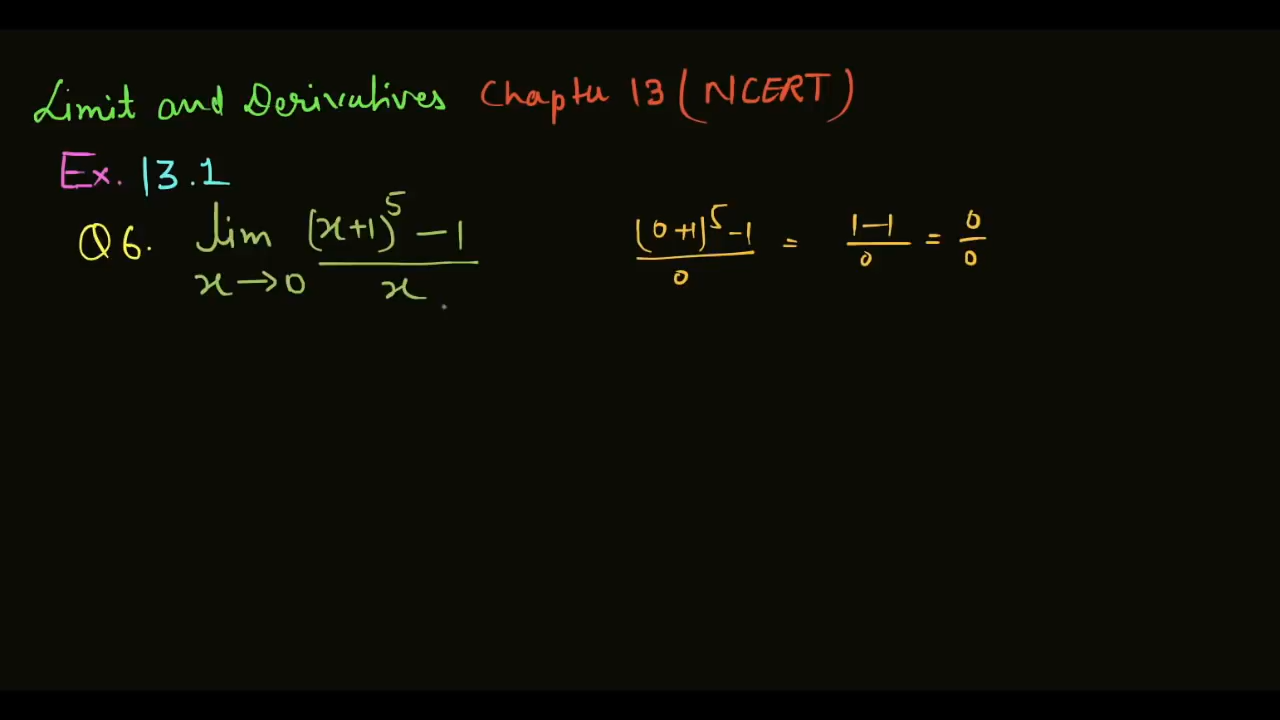 Limit and Derivatives Chapter 13 (NCERT)
Ex. 13.1
Q6. lim x→0 ((x+1)^5 − 1)/x    ((0+1)^5 − 1)/0 = (1−1)/0 = 0/0